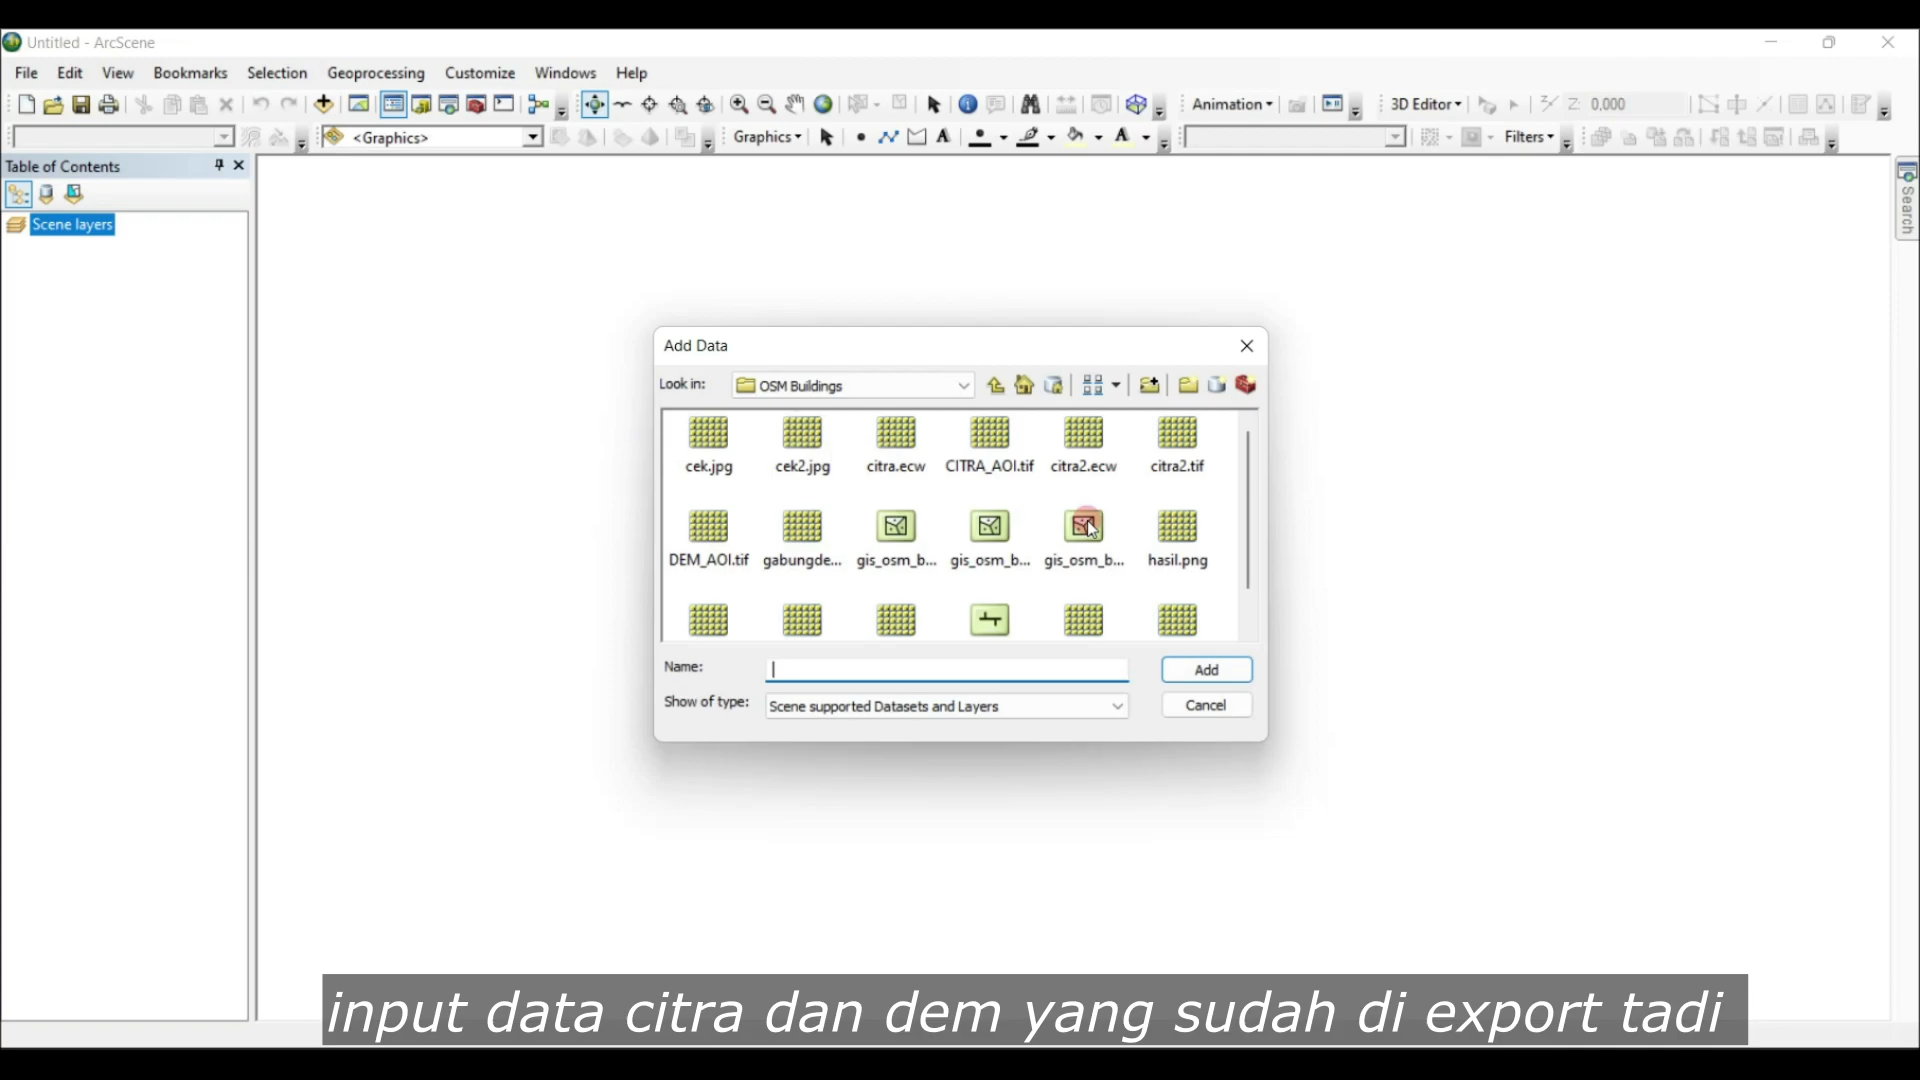 Untitled - ArcScene
File Edit View Bookmarks Selection Geoprocessing Customize Windows Help
Animation 3D Editor Z: 0,000
<Graphics> Graphics A A Filters
Table of Contents
Scene layers
Search
Add Data
Look in: OSM Buildings
cek.jpg cek2.jpg citra.ecw CITRA_AOI.tif citra2.ecw citra2.tif
DEM_AOI.tif gabungde... gis_osm_b... gis_osm_b... gis_osm_b... hasil.png
Name: Add
Show of type: Scene supported Datasets and Layers Cancel
input data citra dan dem yang sudah di export tadi